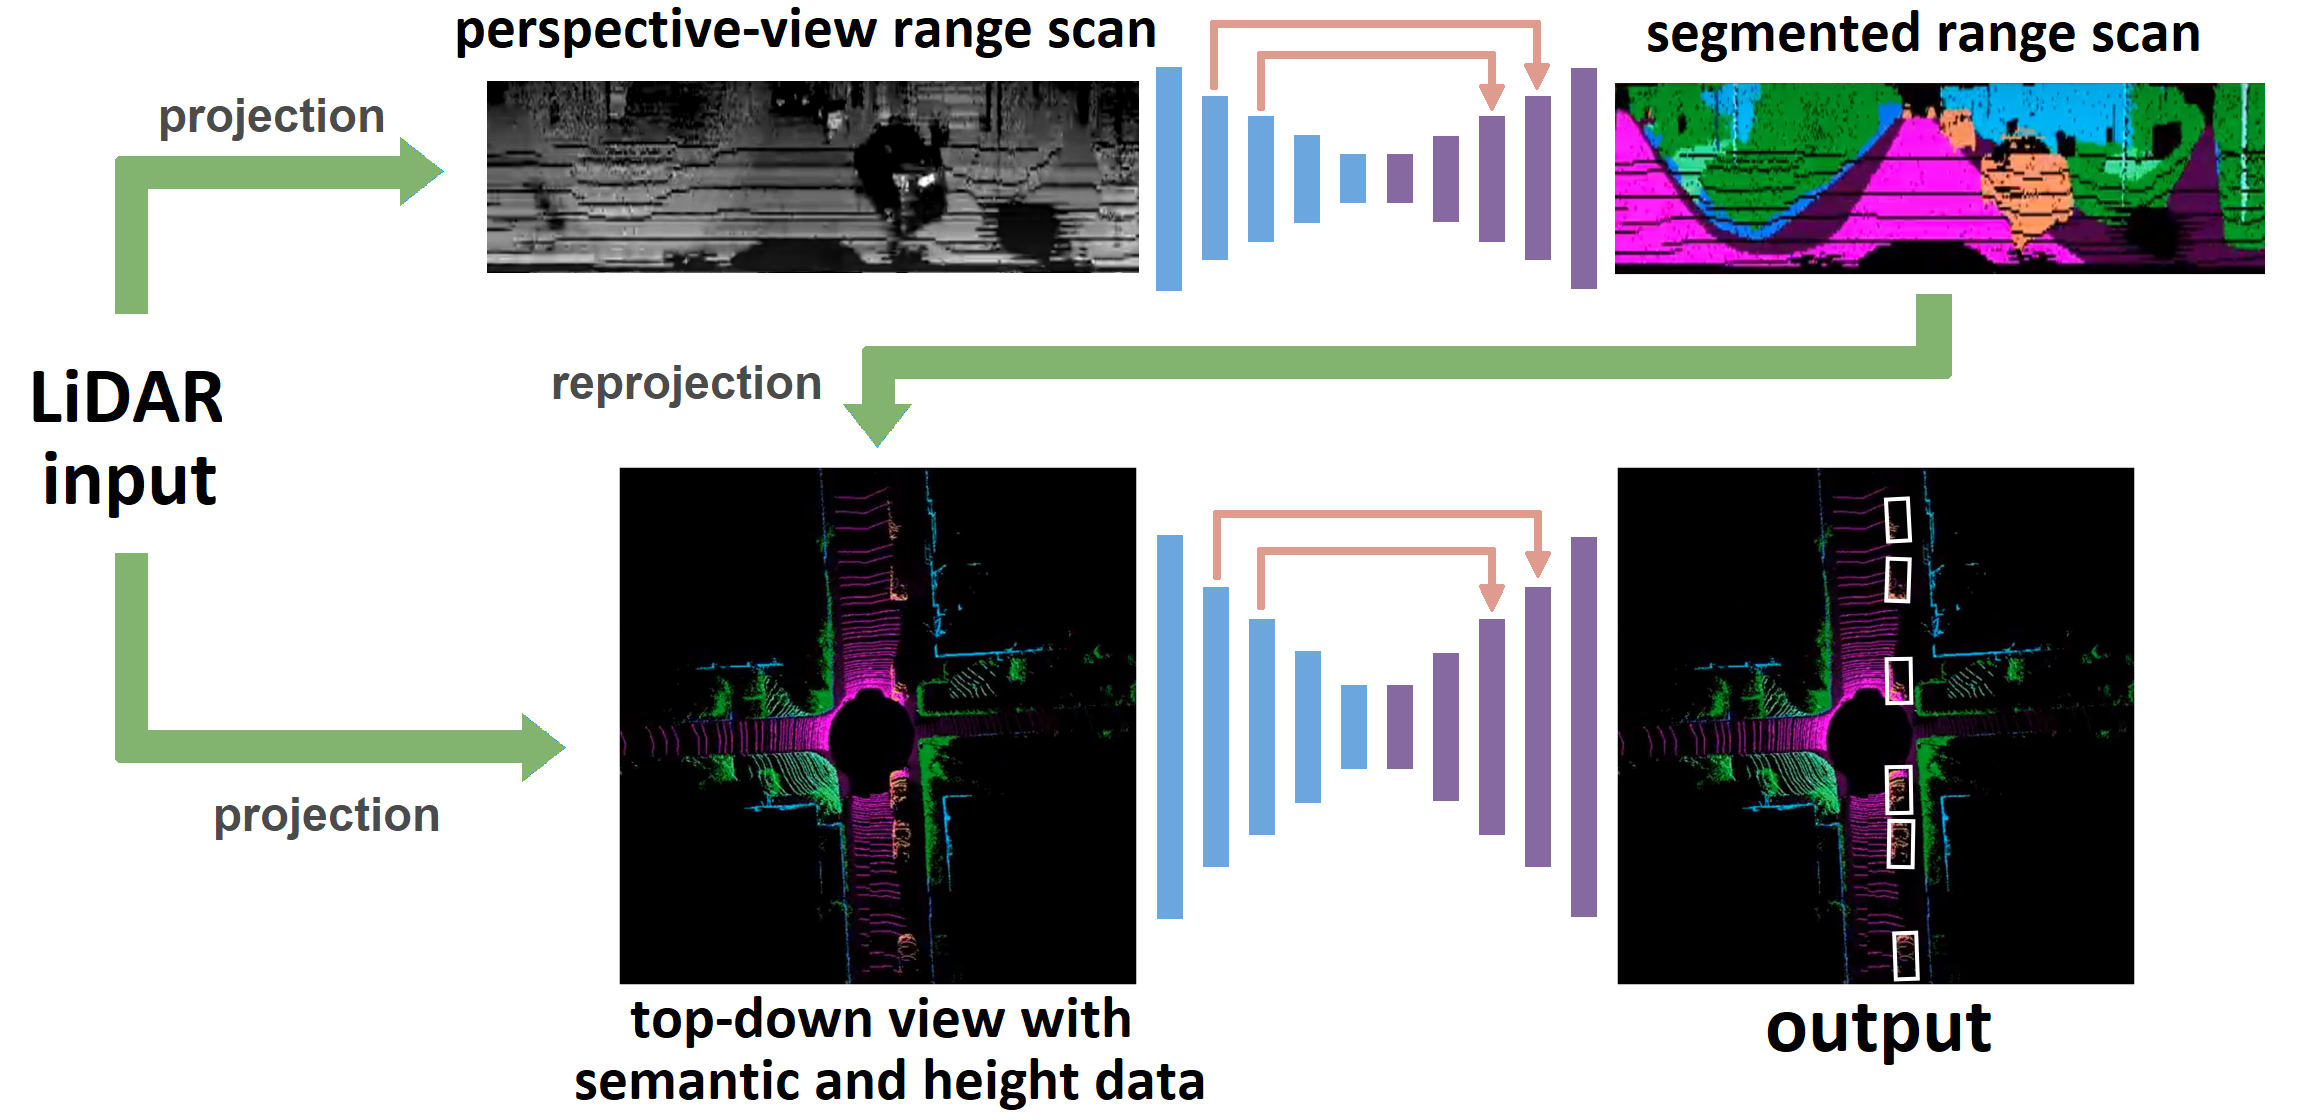 perspective-view range scan
segmented range scan
projection
reprojection
LiDAR
input
projection
top-down view with
semantic and height data
output